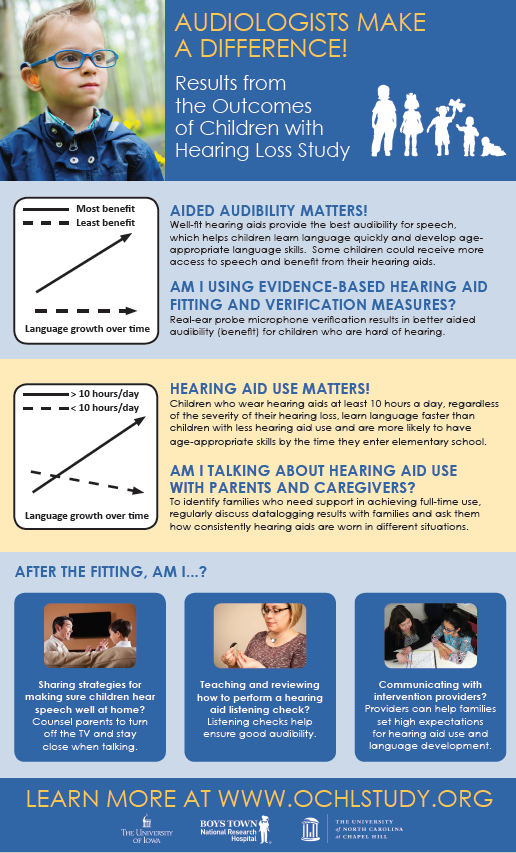 AUDIOLOGISTS MAKE
A DIFFERENCE!
Results from
the Outcomes
of Children with
Hearing Loss Study
Most benefit
Least benefit
Language growth over time
AIDED AUDIBILITY MATTERS!
Well-fit hearing aids provide the best audibility for speech,
which helps children learn language quickly and develop age-
appropriate language skills. Some children could receive more
access to speech and benefit from their hearing aids.
AM I USING EVIDENCE-BASED HEARING AID
FITTING AND VERIFICATION MEASURES?
Real-ear probe microphone verification results in better aided
audibility (benefit) for children who are hard of hearing.
> 10 hours/day
< 10 hours/day
Language growth over time
HEARING AID USE MATTERS!
Children who wear hearing aids at least 10 hours a day, regardless
of the severity of their hearing loss, learn language faster than
children with less hearing aid use and are more likely to have
age-appropriate skills by the time they enter elementary school.
AM I TALKING ABOUT HEARING AID USE
WITH PARENTS AND CAREGIVERS?
To identify families who need support in achieving full-time use,
regularly discuss datalogging results with families and ask them
how consistently hearing aids are worn in different situations.
AFTER THE FITTING, AM I...?
Sharing strategies for
making sure children hear
speech well at home?
Counsel parents to turn
off the TV and stay
close when talking.
Teaching and reviewing
how to perform a hearing
aid listening check?
Listening checks help
ensure good audibility.
Communicating with
intervention providers?
Providers can help families
set high expectations
for hearing aid use and
language development.
LEARN MORE AT WWW.OCHLSTUDY.ORG
THE UNIVERSITY
OF IOWA
BOYS TOWN
National Research
Hospital
THE UNIVERSITY
of NORTH CAROLINA
at CHAPEL HILL